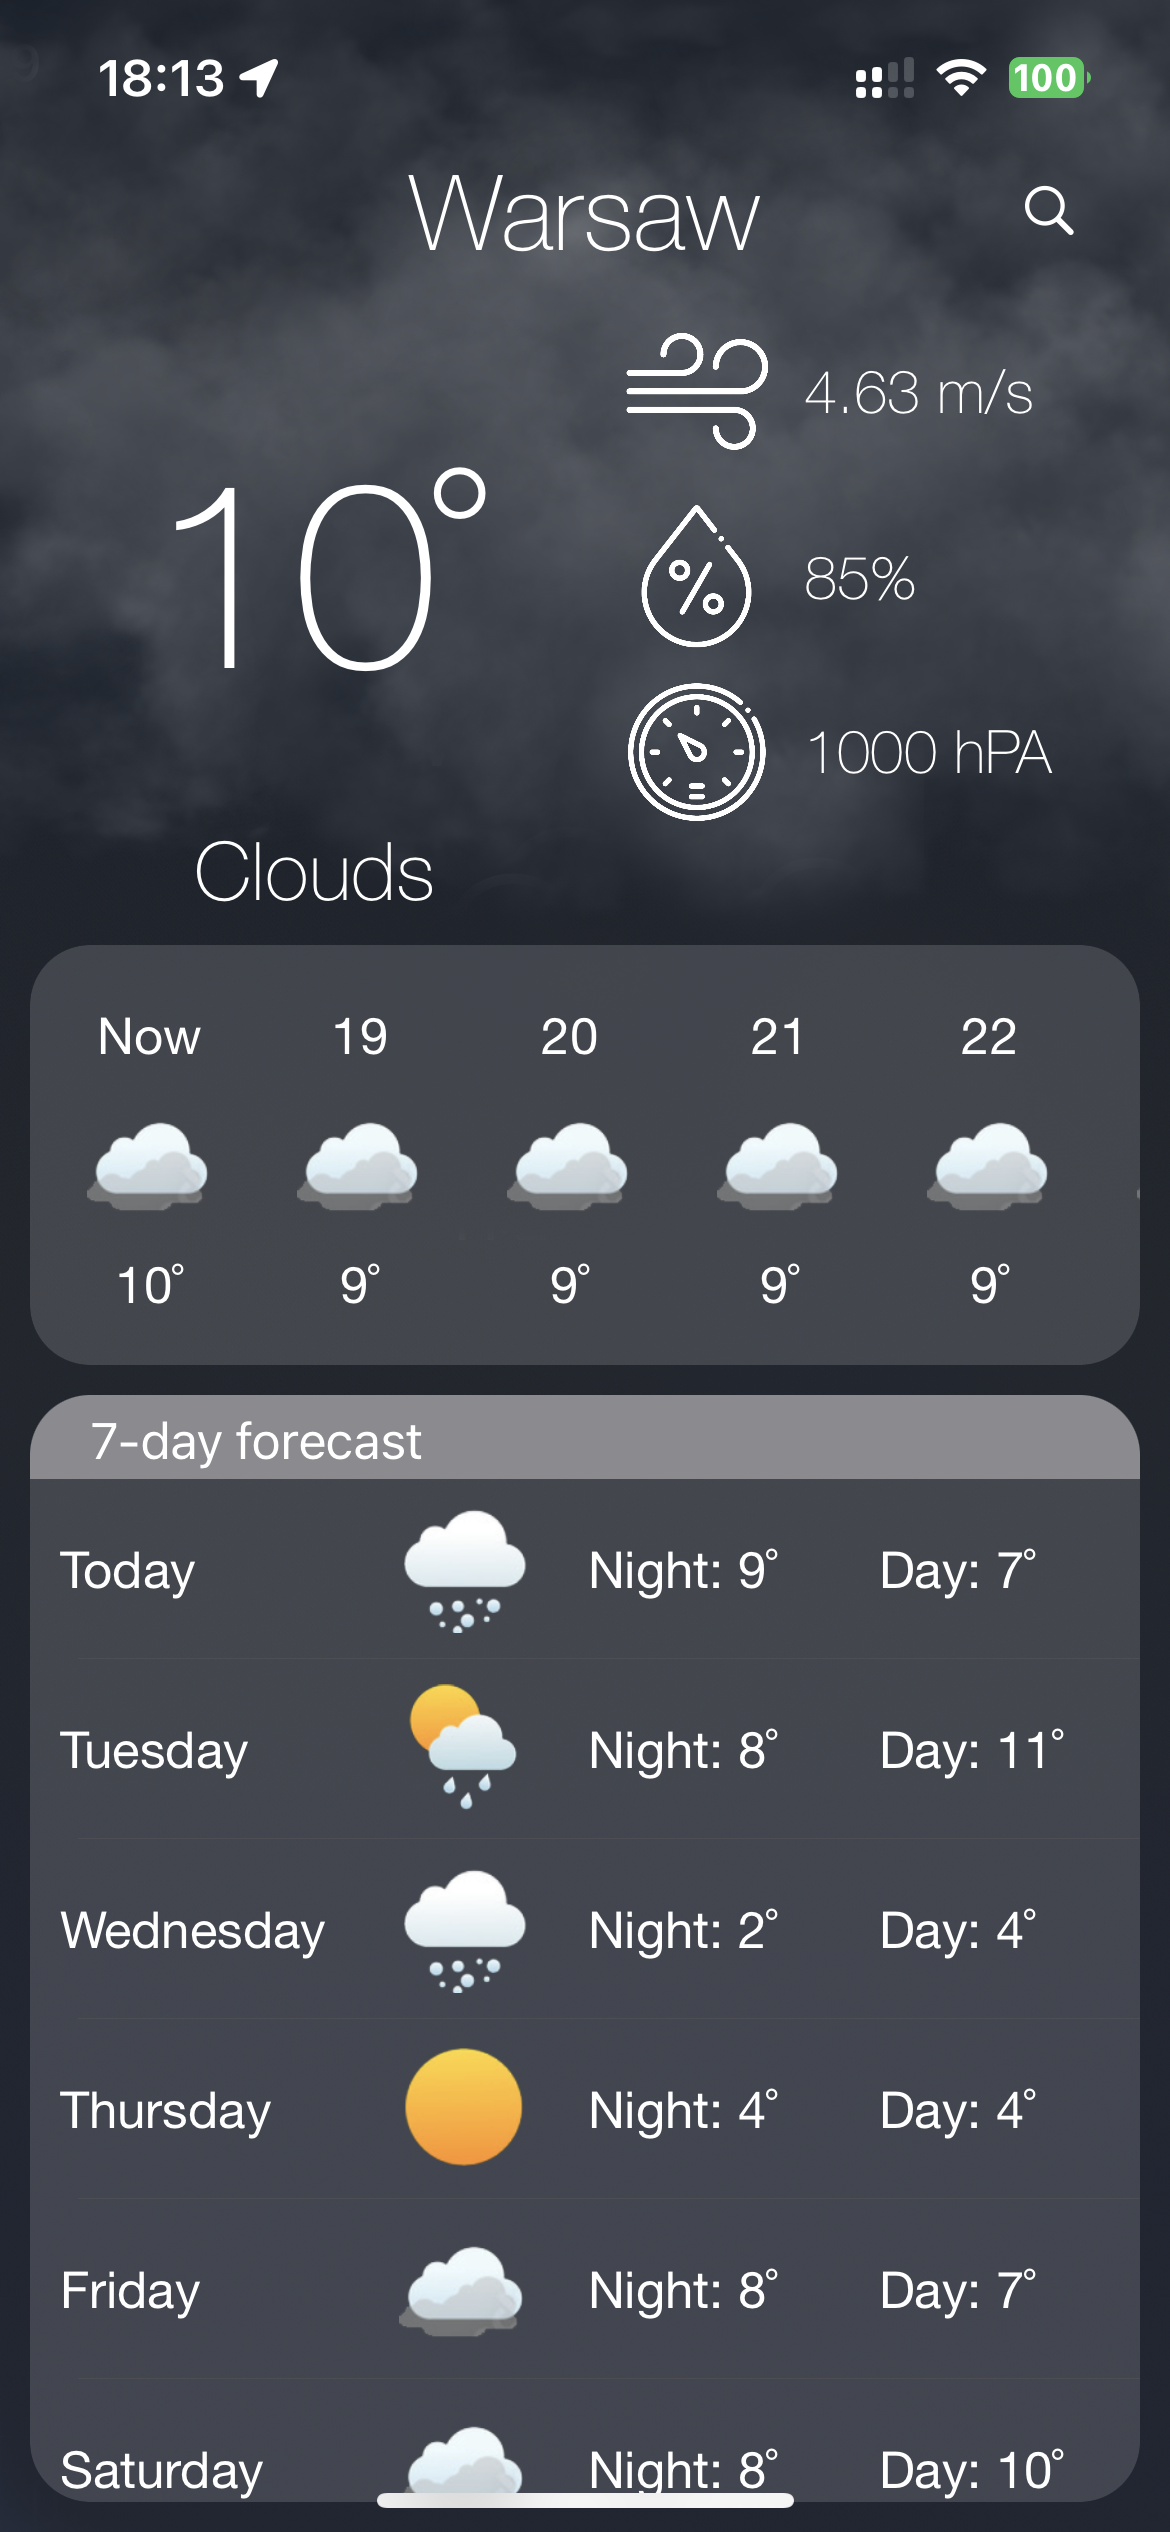 18:13 100
Warsaw
4.63 m/s
10°
85%
1000 hPA
Clouds
Now 19 20 21 22
10° 9° 9° 9° 9°
7-day forecast
Today Night: 9° Day: 7°
Tuesday Night: 8° Day: 11°
Wednesday Night: 2° Day: 4°
Thursday Night: 4° Day: 4°
Friday Night: 8° Day: 7°
Saturday Night: 8° Day: 10°